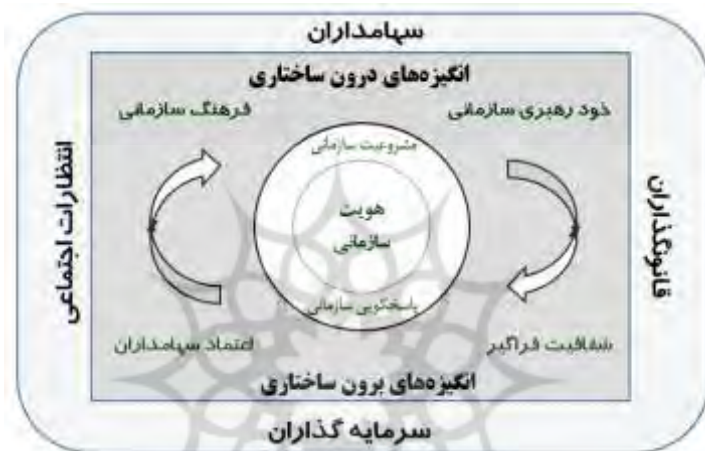 سهامداران
انگیزه‌های درون ساختاری
خود رهبری سازمانی
فرهنگ سازمانی
مشروعیت سازمانی
هویت
سازمانی
پاسخگویی سازمانی
قانونگذاران
انتظارات اجتماعی
شفافیت فراگیر
اعتماد سهامداران
انگیزه‌های برون ساختاری
سرمایه گذاران